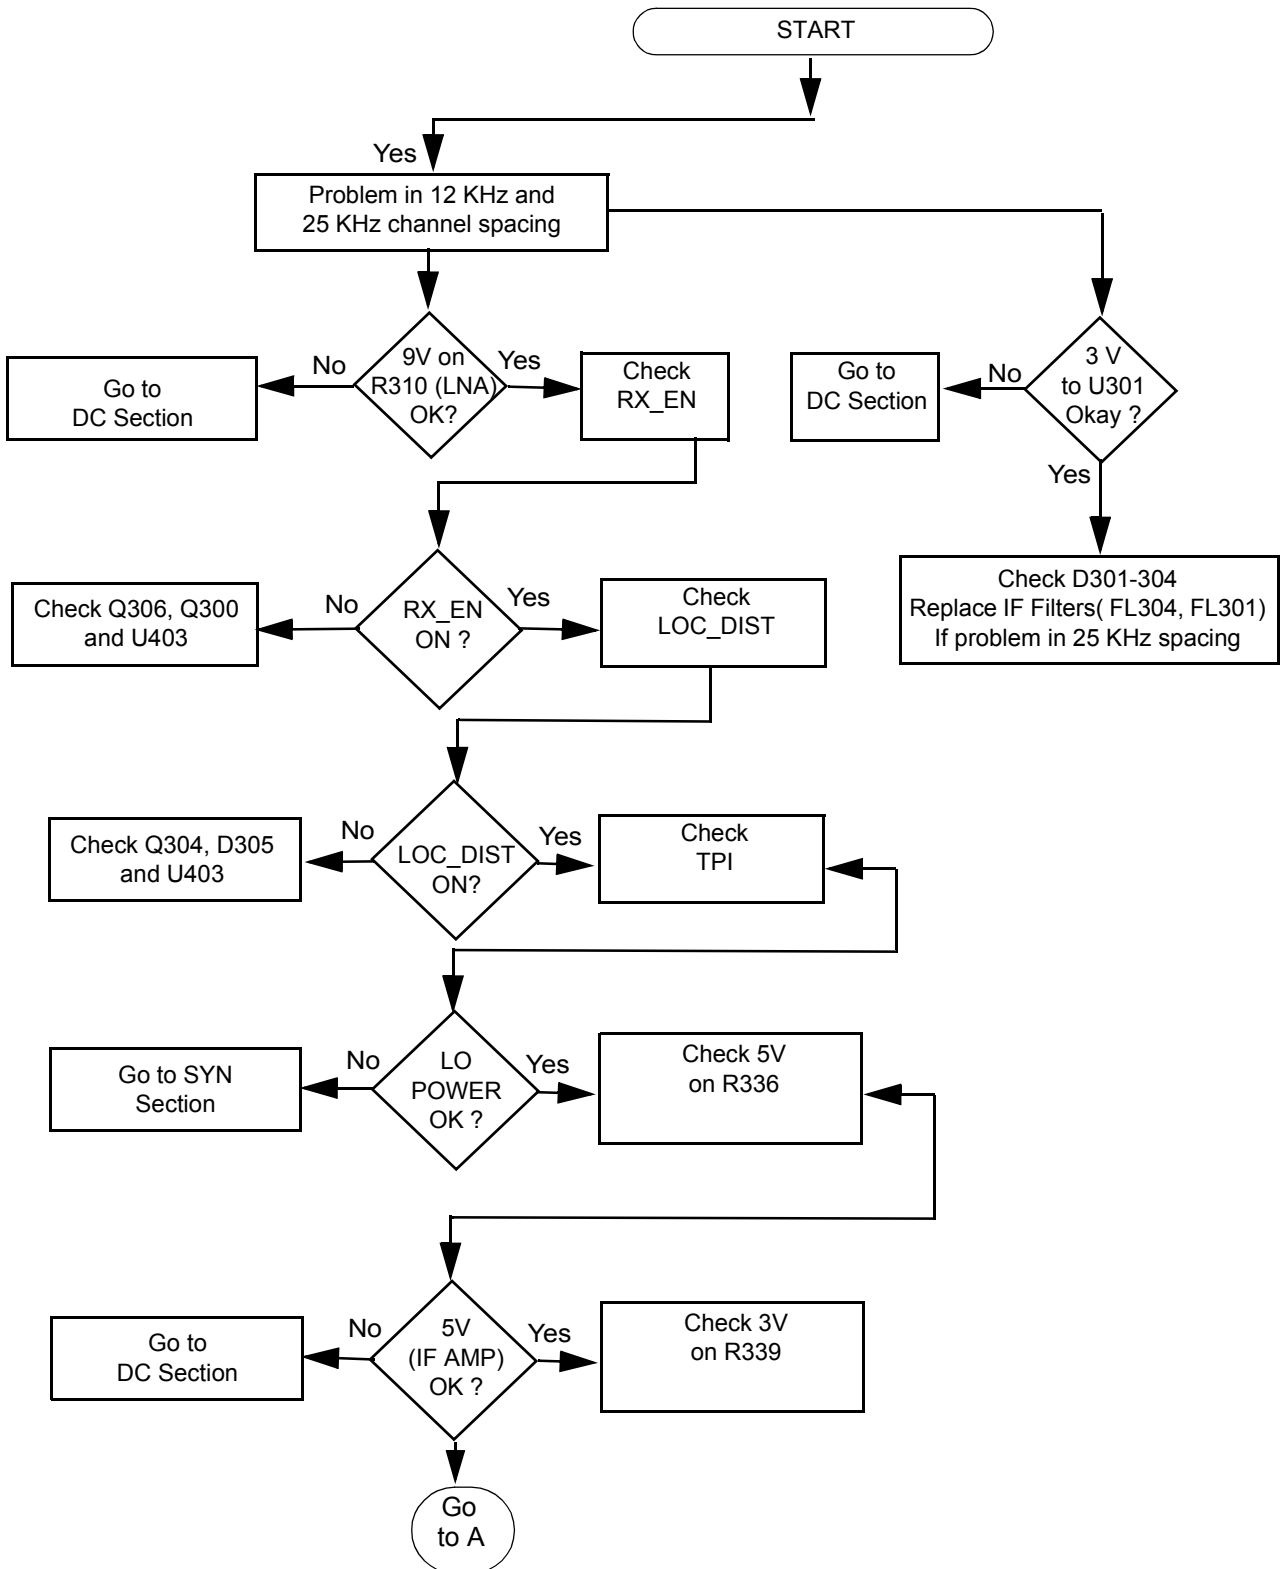 START
Yes
Problem in 12 KHz and
25 KHz channel spacing
No
9V on
R310 (LNA)
OK?
Yes
Go to
DC Section
Check
RX_EN
Go to
DC Section
No
3 V
to U301
Okay ?
Yes
Check Q306, Q300
and U403
No
RX_EN
ON ?
Yes
Check
LOC_DIST
Check D301-304
Replace IF Filters( FL304, FL301)
If problem in 25 KHz spacing
Check Q304, D305
and U403
No
LOC_DIST
ON?
Yes
Check
TPI
Go to SYN
Section
No
LO
POWER
OK ?
Yes
Check 5V
on R336
Go to
DC Section
No
5V
(IF AMP)
OK ?
Yes
Check 3V
on R339
Go
to A